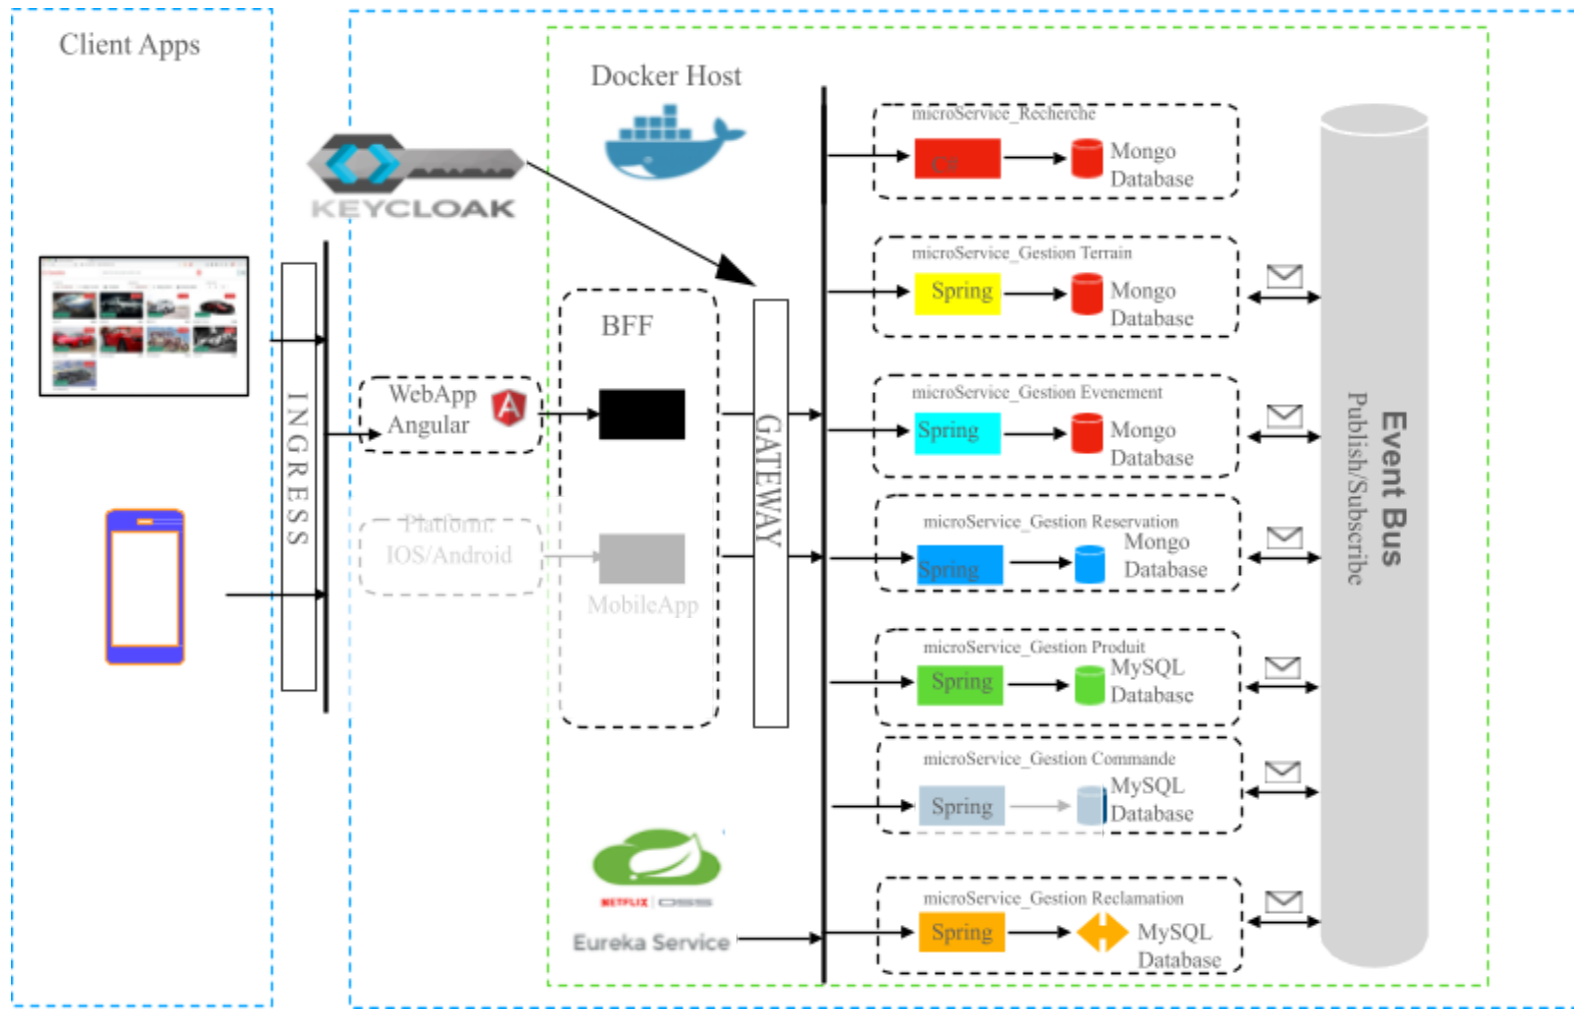 Client Apps
Docker Host
KEYCLOAK
INGRESS
WebApp
Angular
Platform:
IOS/Android
BFF
MobileApp
GATEWAY
NETFLIX OSS
Eureka Service
microService_Recherche
C#
Mongo
Database
microService_Gestion Terrain
Spring
Mongo
Database
microService_Gestion Evenement
Spring
Mongo
Database
microService_Gestion Reservation
Spring
Mongo
Database
microService_Gestion Produit
Spring
MySQL
Database
microService_Gestion Commande
Spring
MySQL
Database
microService_Gestion Reclamation
Spring
MySQL
Database
Event Bus
Publish/Subscribe